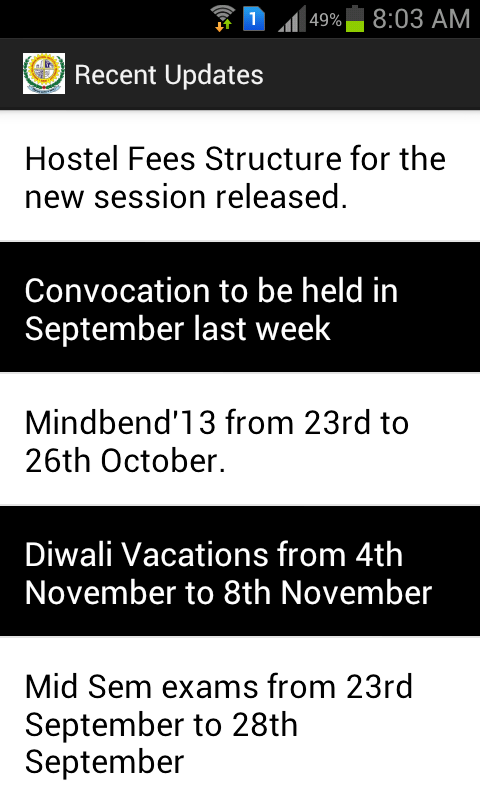 1 49% 8:03 AM
Recent Updates
Hostel Fees Structure for the
new session released.
Convocation to be held in
September last week
Mindbend'13 from 23rd to
26th October.
Diwali Vacations from 4th
November to 8th November
Mid Sem exams from 23rd
September to 28th
September